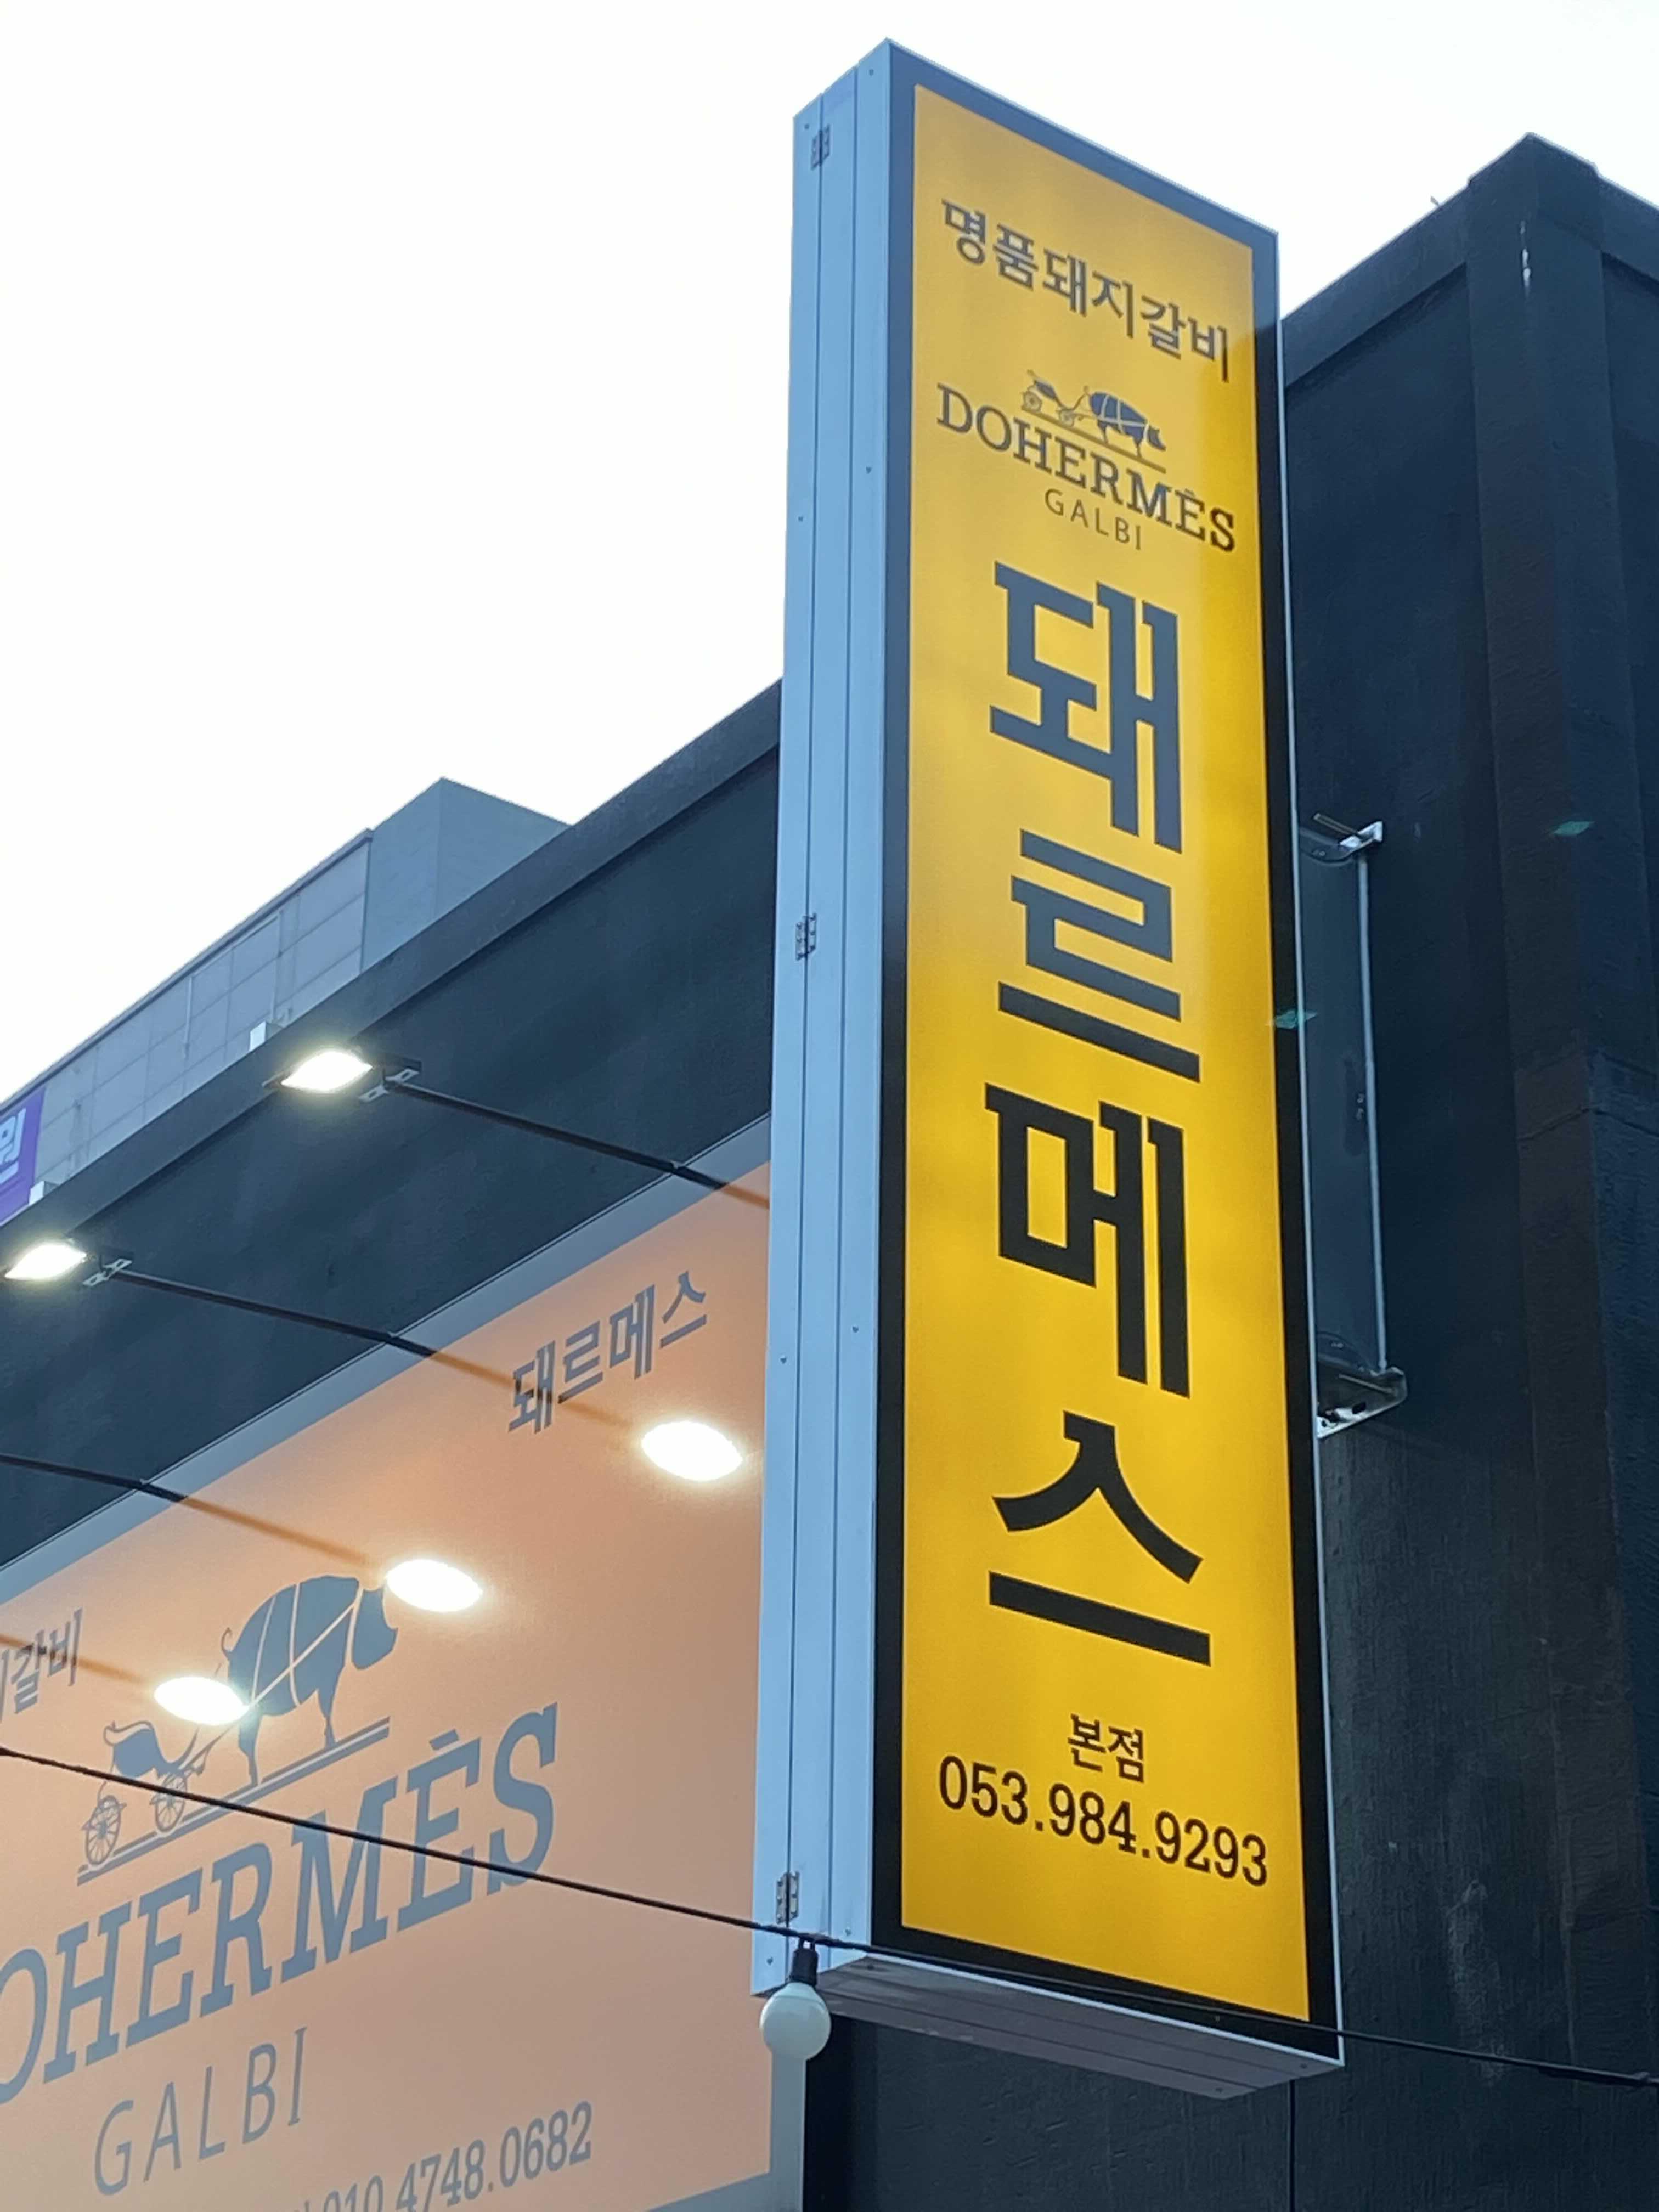 명품돼지갈비
DOHERMÈS
GALBI
돼르메스
본점
053.984.9293
돼르메스
갈비
OHERMÈS
GALBI
010.4748.0682